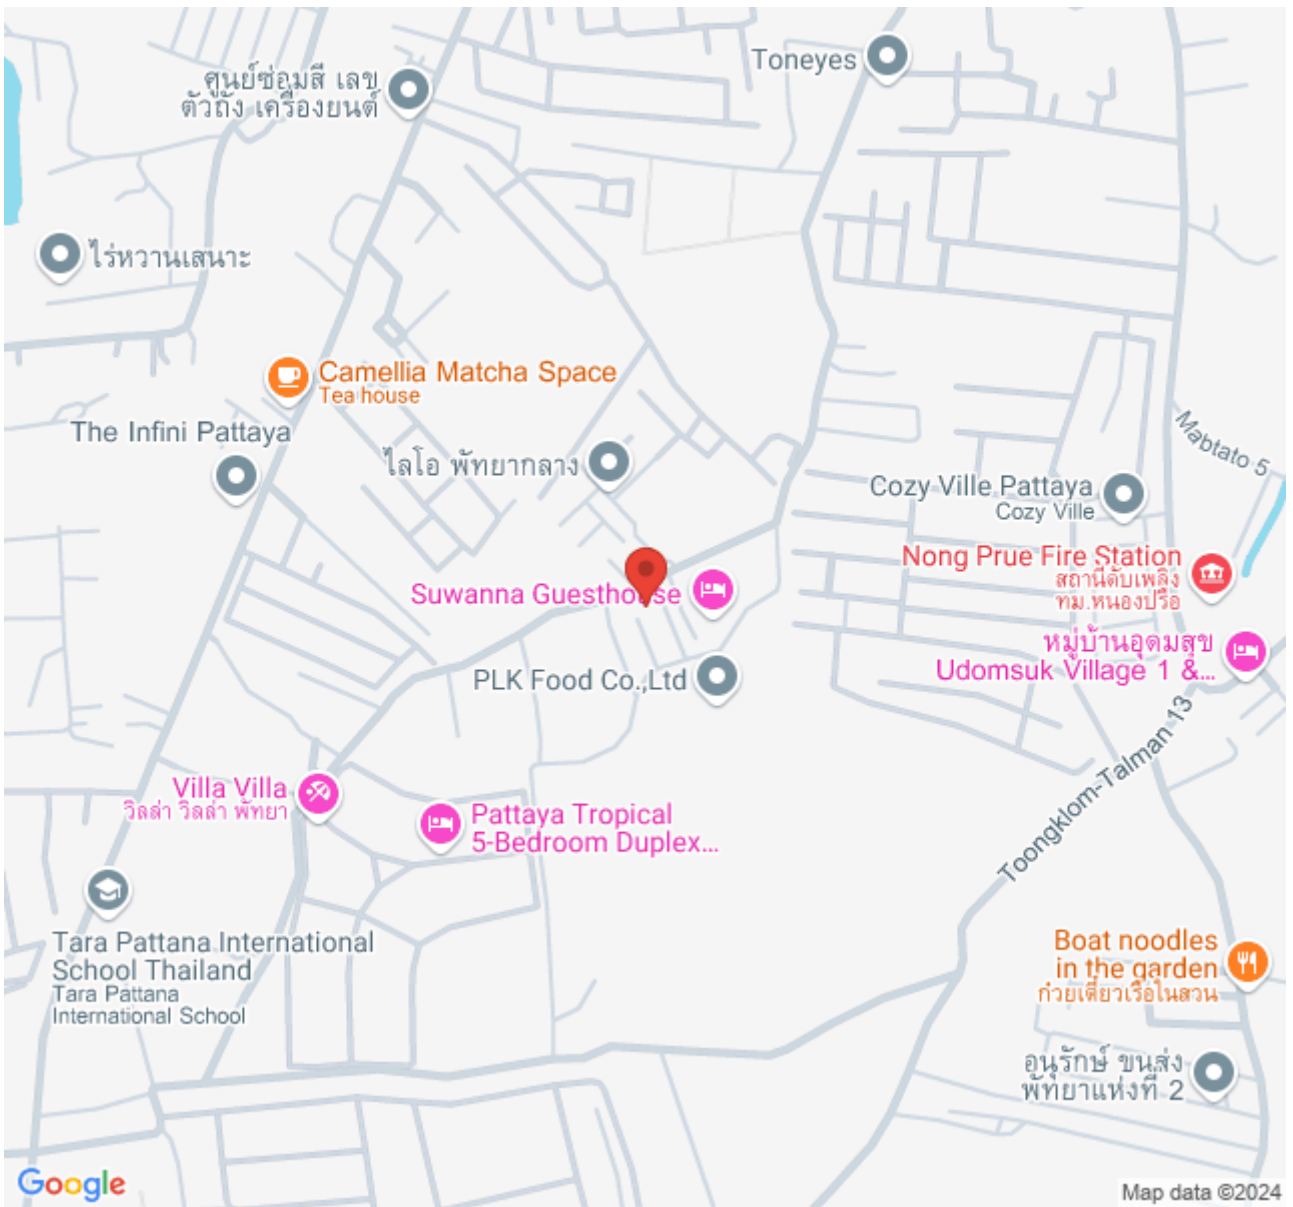 Toneyes
ศูนย์ซ่อมสี เลข
ตัวถัง เครื่องยนต์
ไร่หวานเสนาะ
Camellia Matcha Space
Tea house
The Infini Pattaya
Mabtato 5
ไลโอ พัทยากลาง
Cozy Ville Pattaya
Cozy Ville
Nong Prue Fire Station
สถานีดับเพลิง
ทม.หนองปรือ
Suwanna Guesthouse
หมู่บ้านอุดมสุข
Udomsuk Village 1 &...
PLK Food Co.,Ltd
Toongklom-Talman 13
Villa Villa
วิลล่า วิลล่า พัทยา
Pattaya Tropical
5-Bedroom Duplex...
Tara Pattana International
School Thailand
Tara Pattana
International School
Boat noodles
in the garden
ก๋วยเตี๋ยวเรือในสวน
อนุรักษ์ ขนส่ง
พัทยาแห่งที่ 2
Google
Map data ©2024